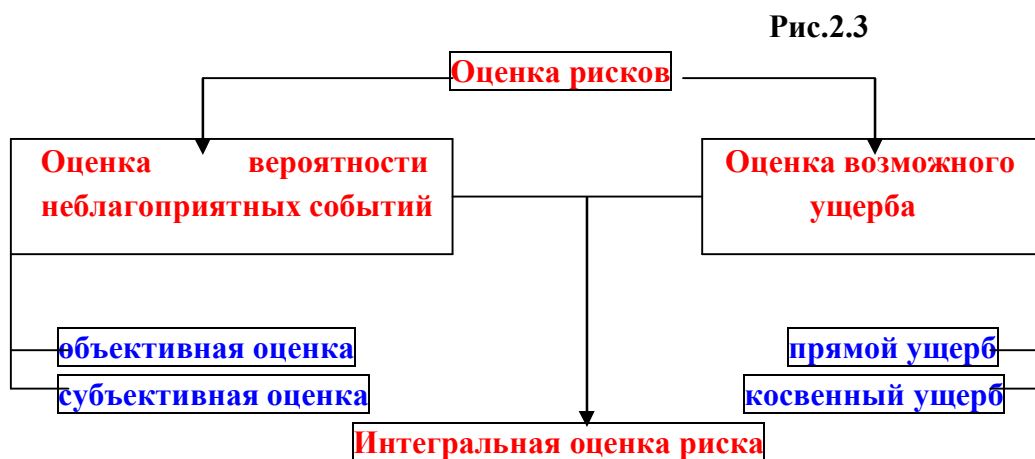 Рис.2.3
Оценка рисков
Оценка вероятности
неблагоприятных событий
Оценка возможного
ущерба
объективная оценка
субъективная оценка
прямой ущерб
косвенный ущерб
Интегральная оценка риска